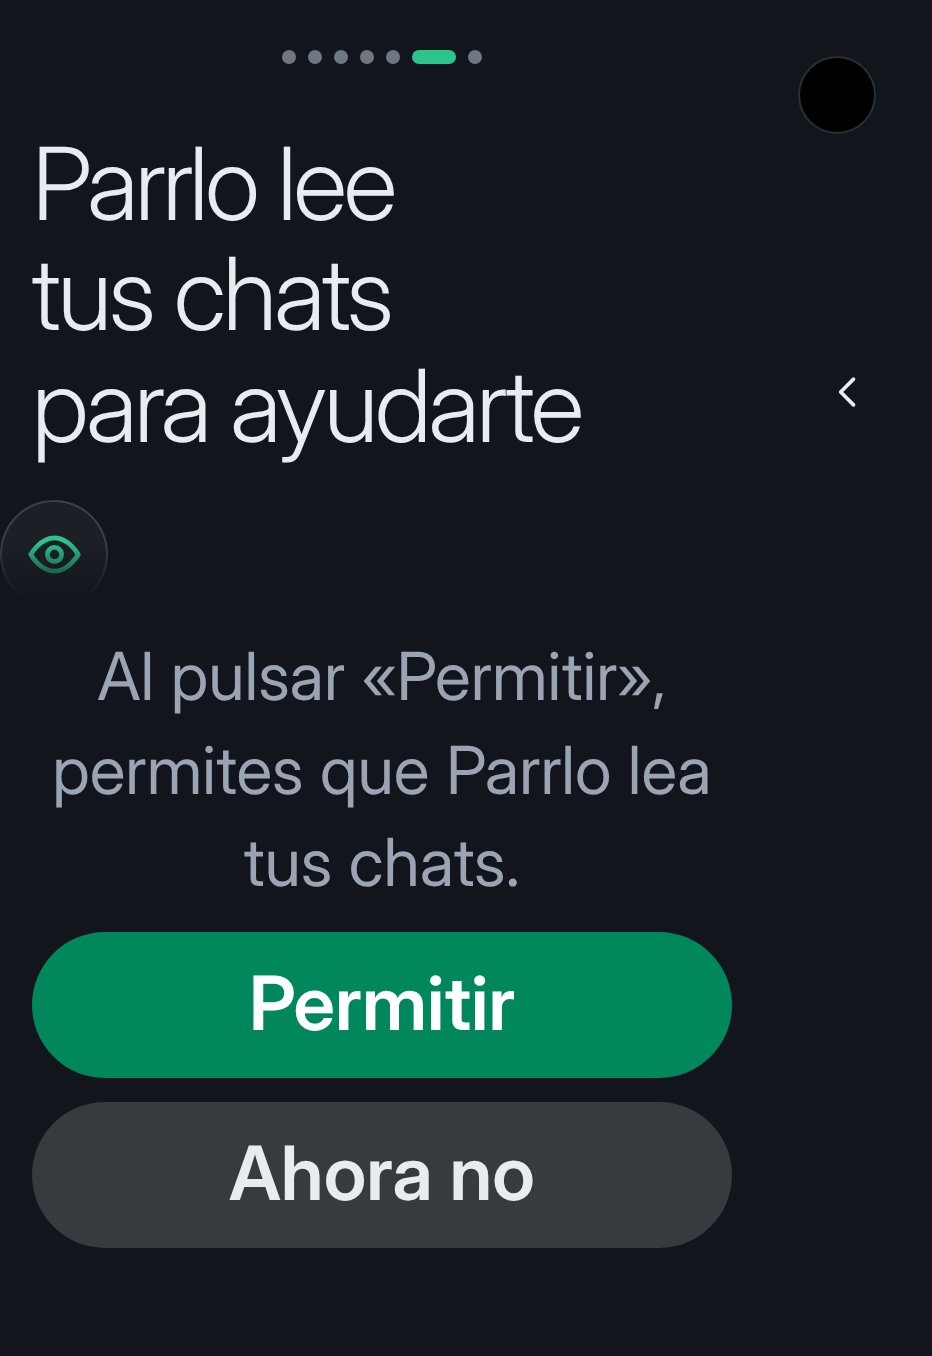 Parrlo lee
tus chats
para ayudarte
Al pulsar «Permitir»,
permites que Parrlo lea
tus chats.
Permitir
Ahora no